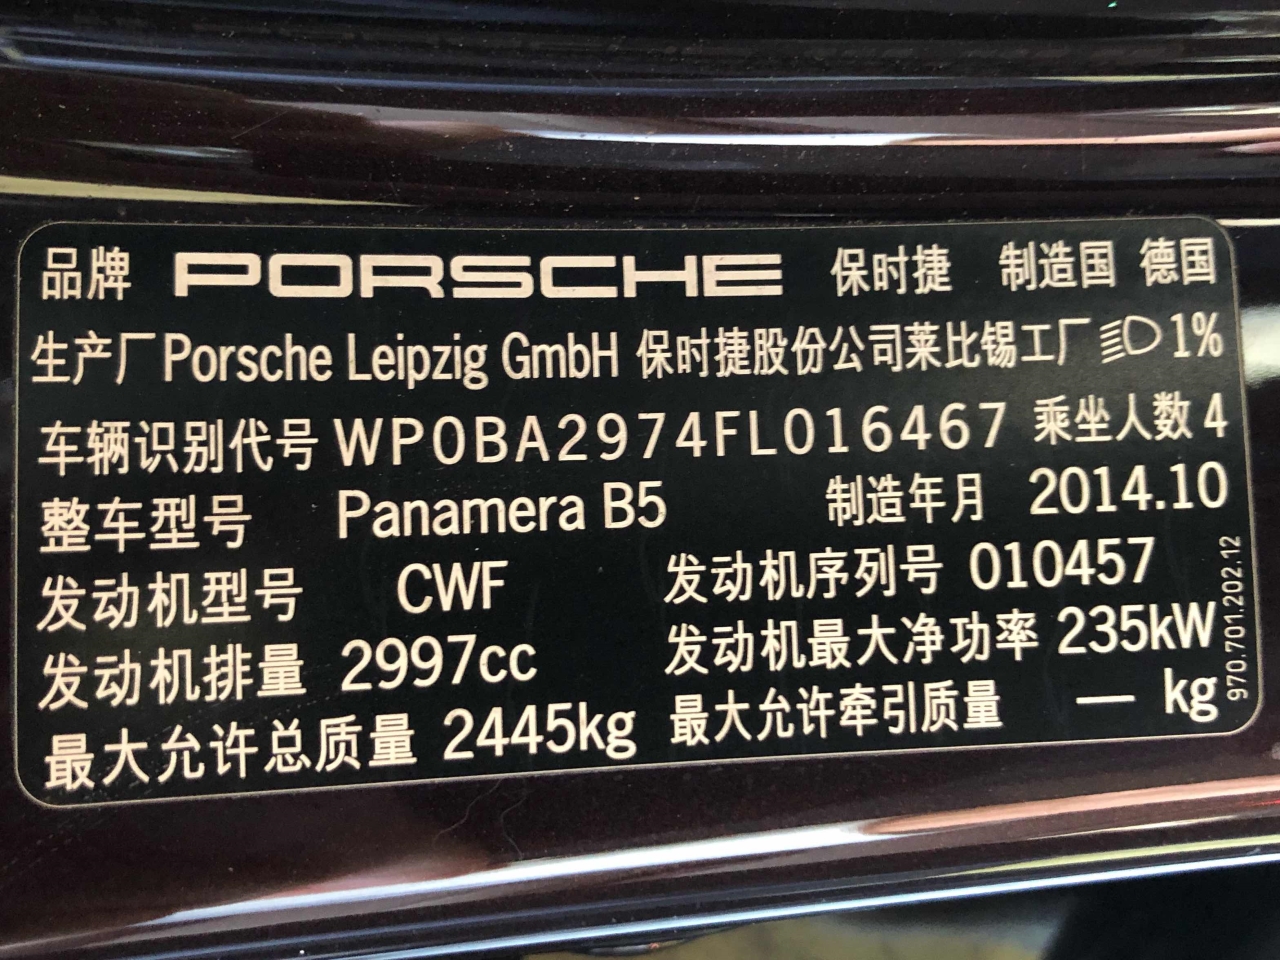 品牌 PORSCHE 保时捷 制造国 德国
生产厂 Porsche Leipzig GmbH 保时捷股份公司莱比锡工厂 1%
车辆识别代号 WP0BA2974FL016467 乘坐人数 4
整车型号 Panamera B5 制造年月 2014.10
发动机型号 CWF 发动机序列号 010457
发动机排量 2997cc 发动机最大净功率 235kW
最大允许总质量 2445kg 最大允许牵引质量 — kg
970.701.202.12